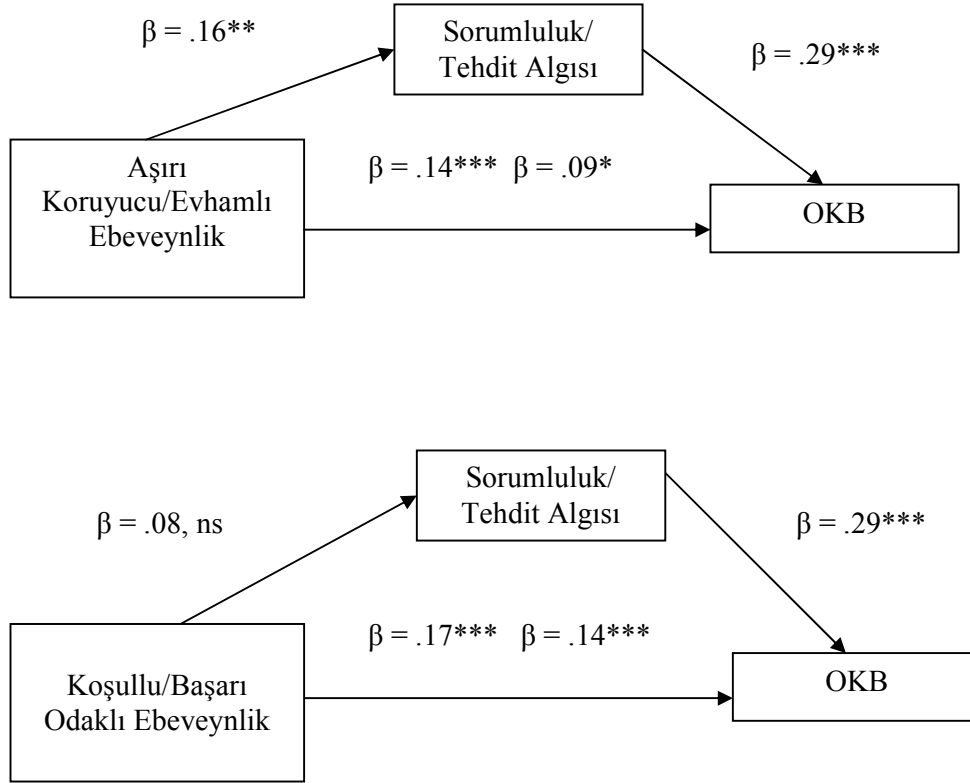 β = .16**
Sorumluluk/
Tehdit Algısı
β = .29***
Aşırı
Koruyucu/Evhamlı
Ebeveynlik
β = .14*** β = .09*
OKB
Sorumluluk/
Tehdit Algısı
β = .08, ns
β = .29***
β = .17*** β = .14***
Koşullu/Başarı
Odaklı Ebeveynlik
OKB